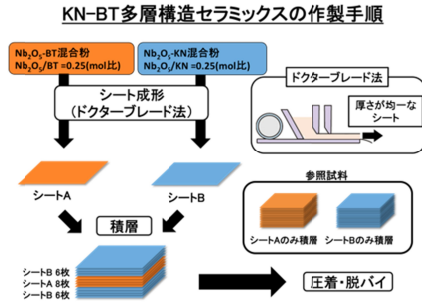 KN-BT多層構造セラミックスの作製手順
Nb₂O₅-BT混合粉
Nb₂O₅/BT =0.25(mol比)
Nb₂O₅-KN混合粉
Nb₂O₅/KN =0.25(mol比)
シート成形
(ドクターブレード法)
ドクターブレード法
厚さが均一な
シート
シートA
シートB
積層
参照試料
シートAのみ積層
シートBのみ積層
シートB 6枚
シートA 8枚
シートB 6枚
圧着・脱バイ